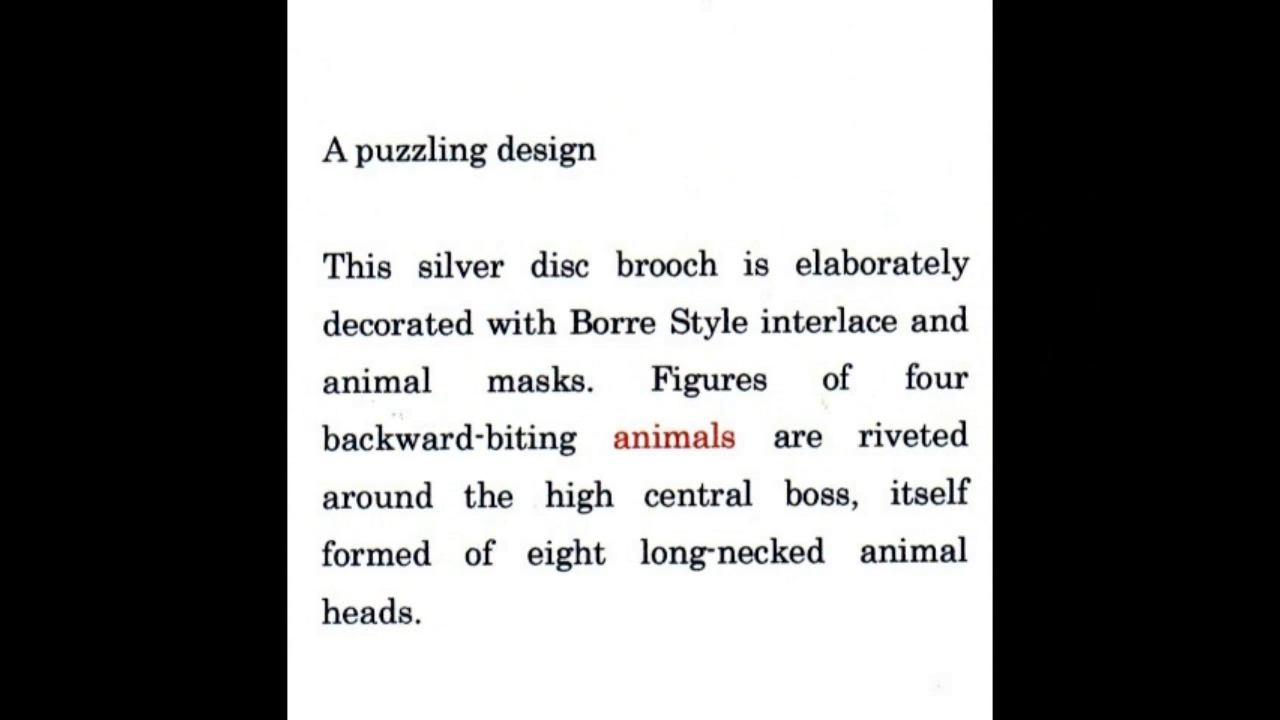 A puzzling design
This silver disc brooch is elaborately
decorated with Borre Style interlace and
animal masks. Figures of four
backward-biting animals are riveted
around the high central boss, itself
formed of eight long-necked animal
heads.